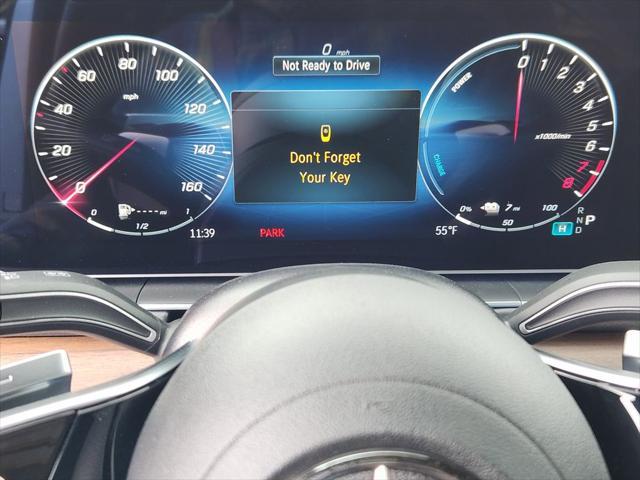 0 mph
Not Ready to Drive
0 20 40 60 80 100 120 140 160
mph
Don't Forget
Your Key
POWER
CHARGE
0 1 2 3 4 5 6 7 8
x1000/min
0 1/2 1
---- mi
0% 50 100
7 mi
R
N
D
P
H
11:39
PARK
55°F